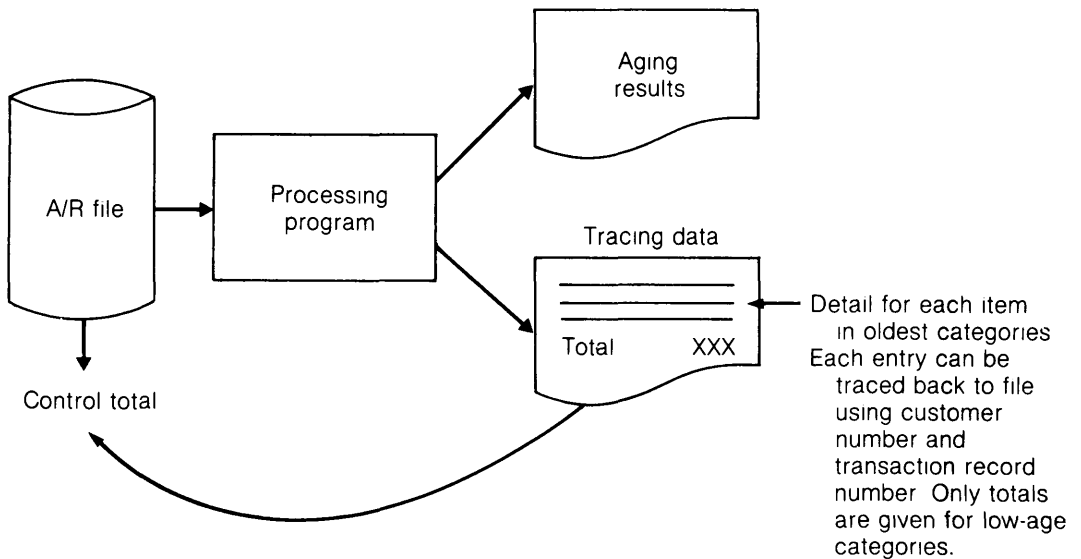 Aging
results
A/R file
Processing
program
Tracing data
Total XXX
Detail for each item
in oldest categories
Each entry can be
traced back to file
using customer
number and
transaction record
number Only totals
are given for low-age
categories.
Control total